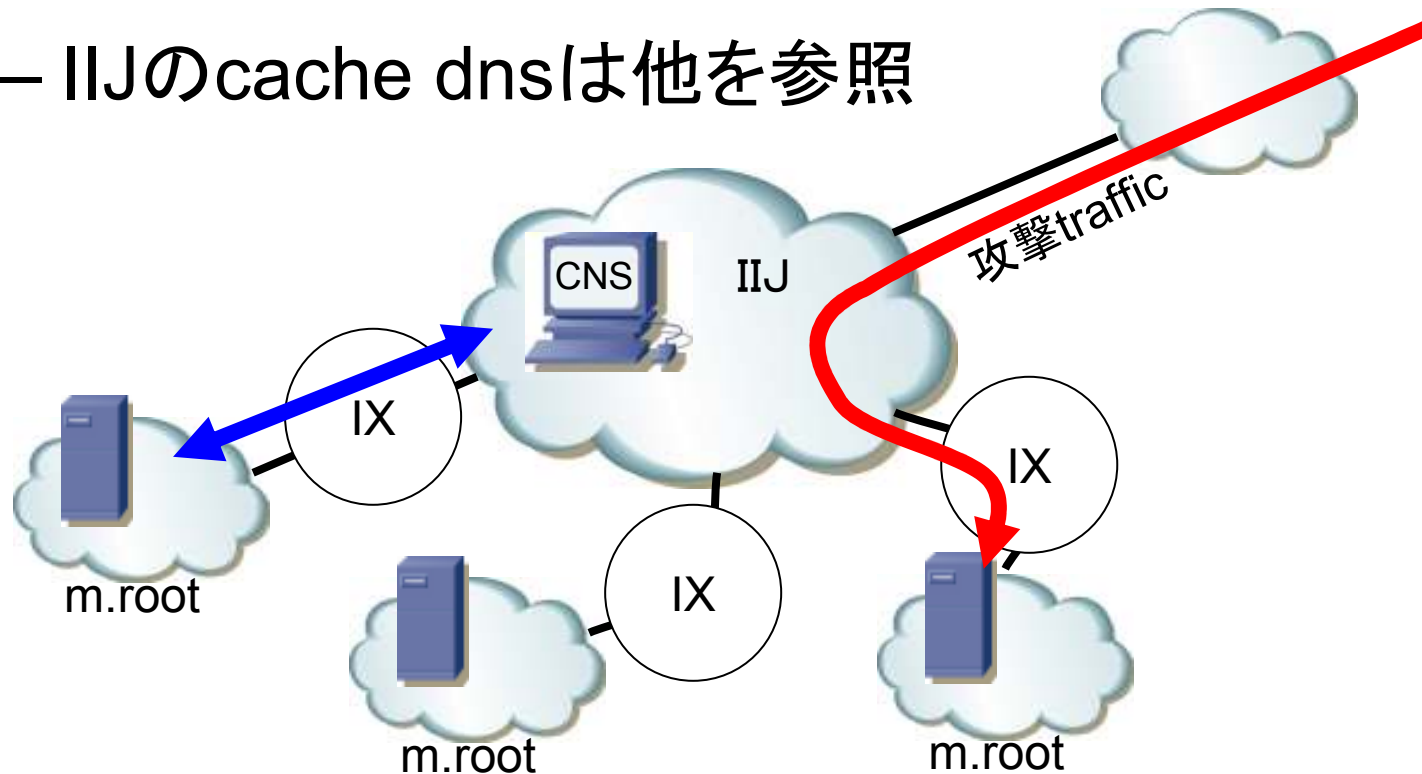 – IIJのcache dnsは他を参照
攻撃traffic
CNS
IIJ
IX
IX
IX
m.root
m.root
m.root